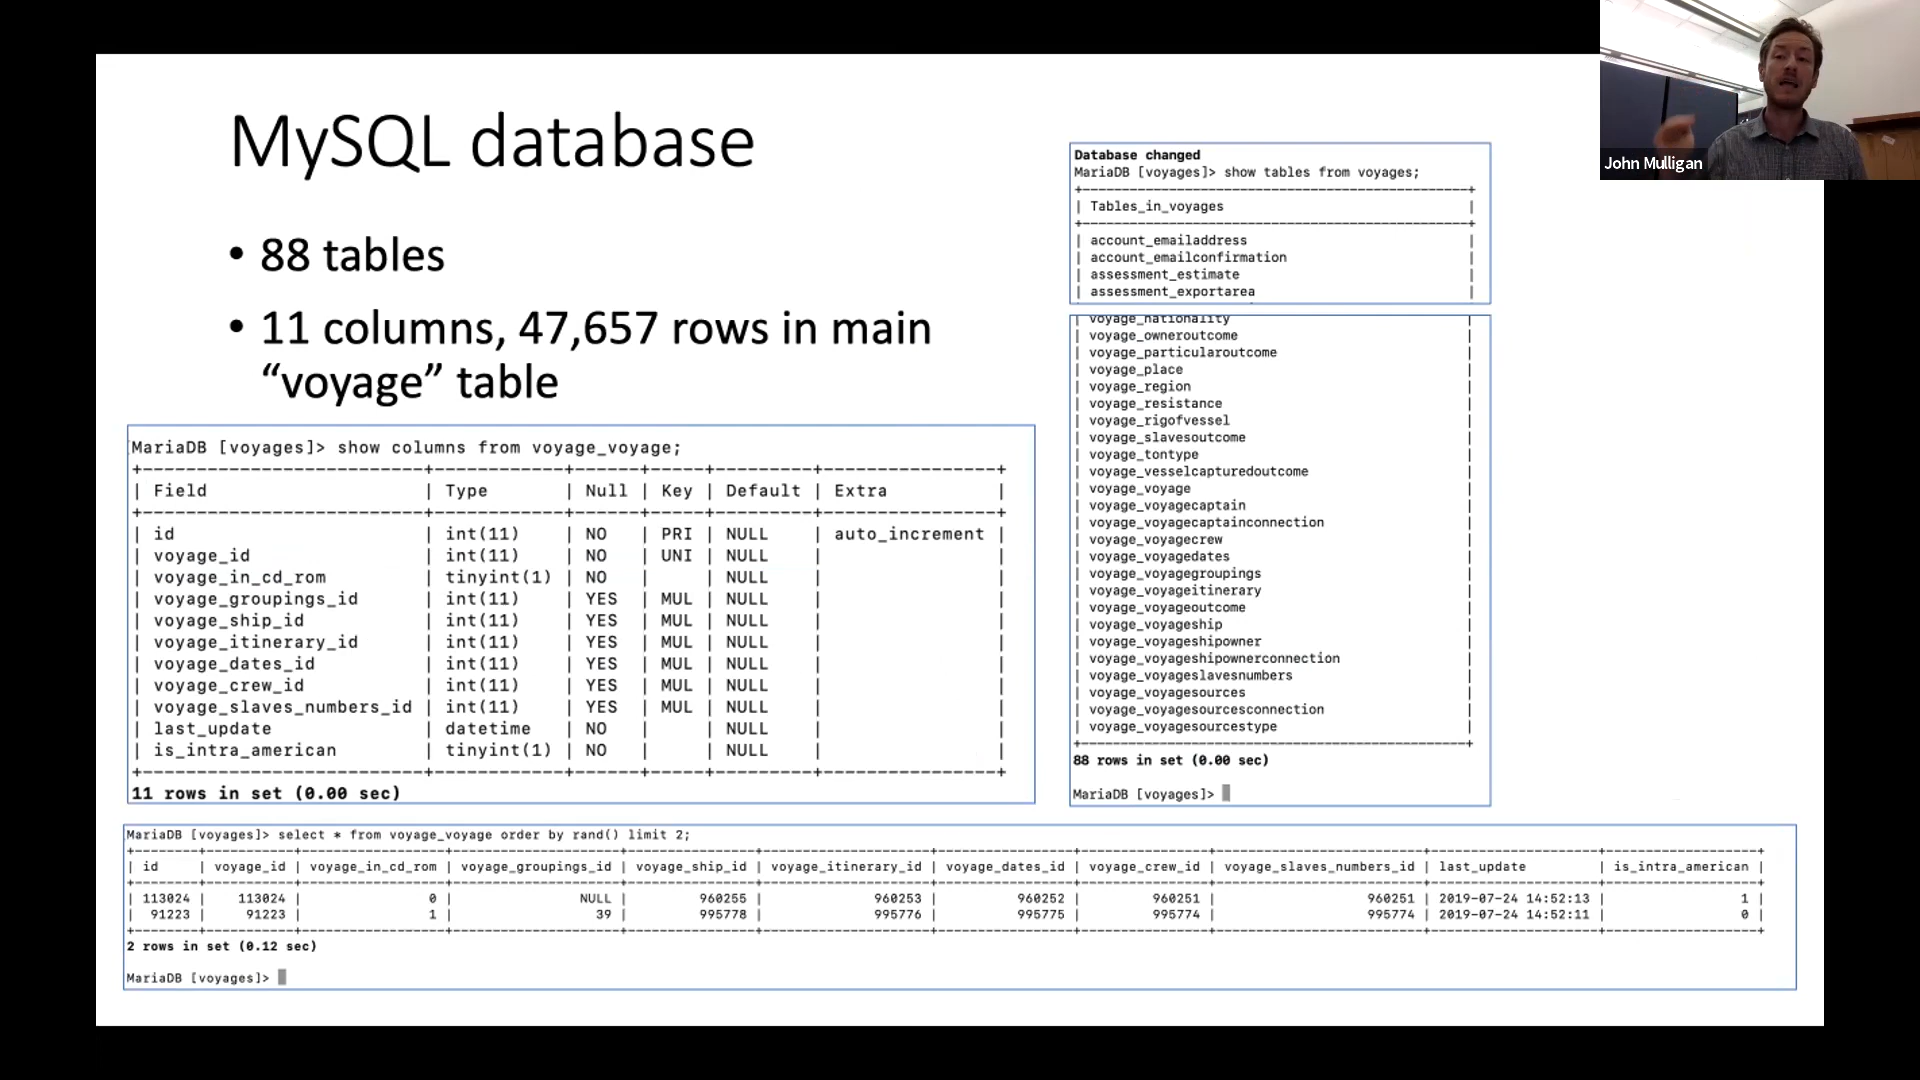 MySQL database
• 88 tables
• 11 columns, 47,657 rows in main
“voyage” table
MariaDB [voyages]> show columns from voyage_voyage;
+---------------------------+-------------+------+-----+---------+----------------+
| Field | Type | Null | Key | Default | Extra |
+---------------------------+-------------+------+-----+---------+----------------+
| id | int(11) | NO | PRI | NULL | auto_increment |
| voyage_id | int(11) | NO | UNI | NULL | |
| voyage_in_cd_rom | tinyint(1) | NO | | NULL | |
| voyage_groupings_id | int(11) | YES | MUL | NULL | |
| voyage_ship_id | int(11) | YES | MUL | NULL | |
| voyage_itinerary_id | int(11) | YES | MUL | NULL | |
| voyage_dates_id | int(11) | YES | MUL | NULL | |
| voyage_crew_id | int(11) | YES | MUL | NULL | |
| voyage_slaves_numbers_id | int(11) | YES | MUL | NULL | |
| last_update | datetime | NO | | NULL | |
| is_intra_american | tinyint(1) | NO | | NULL | |
+---------------------------+-------------+------+-----+---------+----------------+
11 rows in set (0.00 sec)
Database changed
MariaDB [voyages]> show tables from voyages;
| Tables_in_voyages |
| account_emailaddress |
| account_emailconfirmation |
| assessment_estimate |
| assessment_exportarea |
| voyage_nationality |
| voyage_owneroutcome |
| voyage_particularoutcome |
| voyage_place |
| voyage_region |
| voyage_resistance |
| voyage_rigofvessel |
| voyage_slavesoutcome |
| voyage_tontype |
| voyage_vesselcapturedoutcome |
| voyage_voyage |
| voyage_voyagecaptain |
| voyage_voyagecaptainconnection |
| voyage_voyagecrew |
| voyage_voyagedates |
| voyage_voyagegroupings |
| voyage_voyageitinerary |
| voyage_voyageoutcome |
| voyage_voyageship |
| voyage_voyageshipowner |
| voyage_voyageshipownerconnection |
| voyage_voyageslavesnumbers |
| voyage_voyagesources |
| voyage_voyagesourcesconnection |
| voyage_voyagesourcestype |
88 rows in set (0.00 sec)
MariaDB [voyages]>
MariaDB [voyages]> select * from voyage_voyage order by rand() limit 2;
| id | voyage_id | voyage_in_cd_rom | voyage_groupings_id | voyage_ship_id | voyage_itinerary_id | voyage_dates_id | voyage_crew_id | voyage_slaves_numbers_id | last_update | is_intra_american |
| 113024 | 113024 | 0 | NULL | 960255 | 960253 | 960252 | 960251 | 960251 | 2019-07-24 14:52:13 | 1 |
| 91223 | 91223 | 1 | 39 | 995778 | 995776 | 995775 | 995774 | 995774 | 2019-07-24 14:52:11 | 0 |
2 rows in set (0.12 sec)
MariaDB [voyages]>
John Mulligan